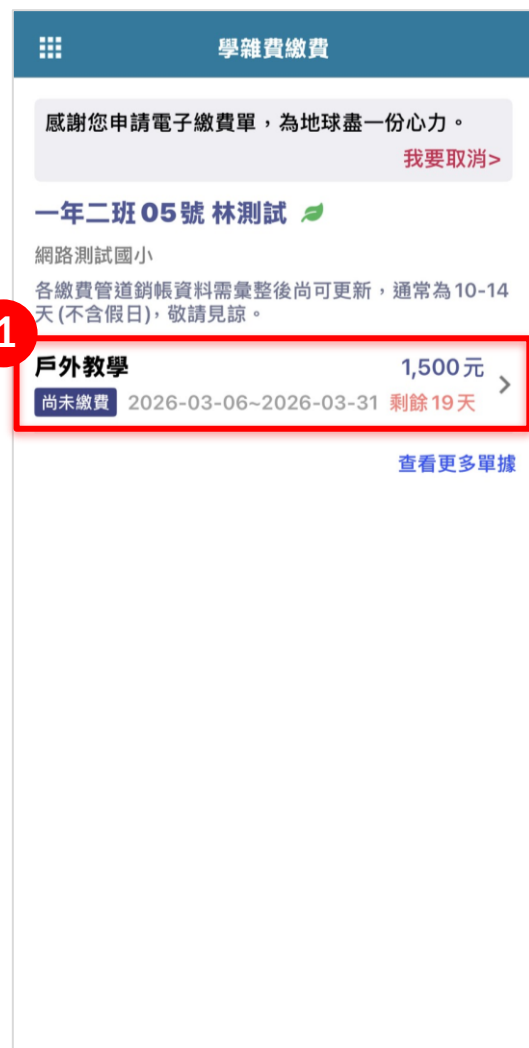 學雜費繳費
感謝您申請電子繳費單，為地球盡一份心力。
我要取消>
一年二班05號 林測試
網路測試國小
各繳費管道銷帳資料需彙整後尚可更新，通常為10-14
天(不含假日)，敬請見諒。
1
戶外教學 1,500元
尚未繳費 2026-03-06~2026-03-31 剩餘19天
查看更多單據